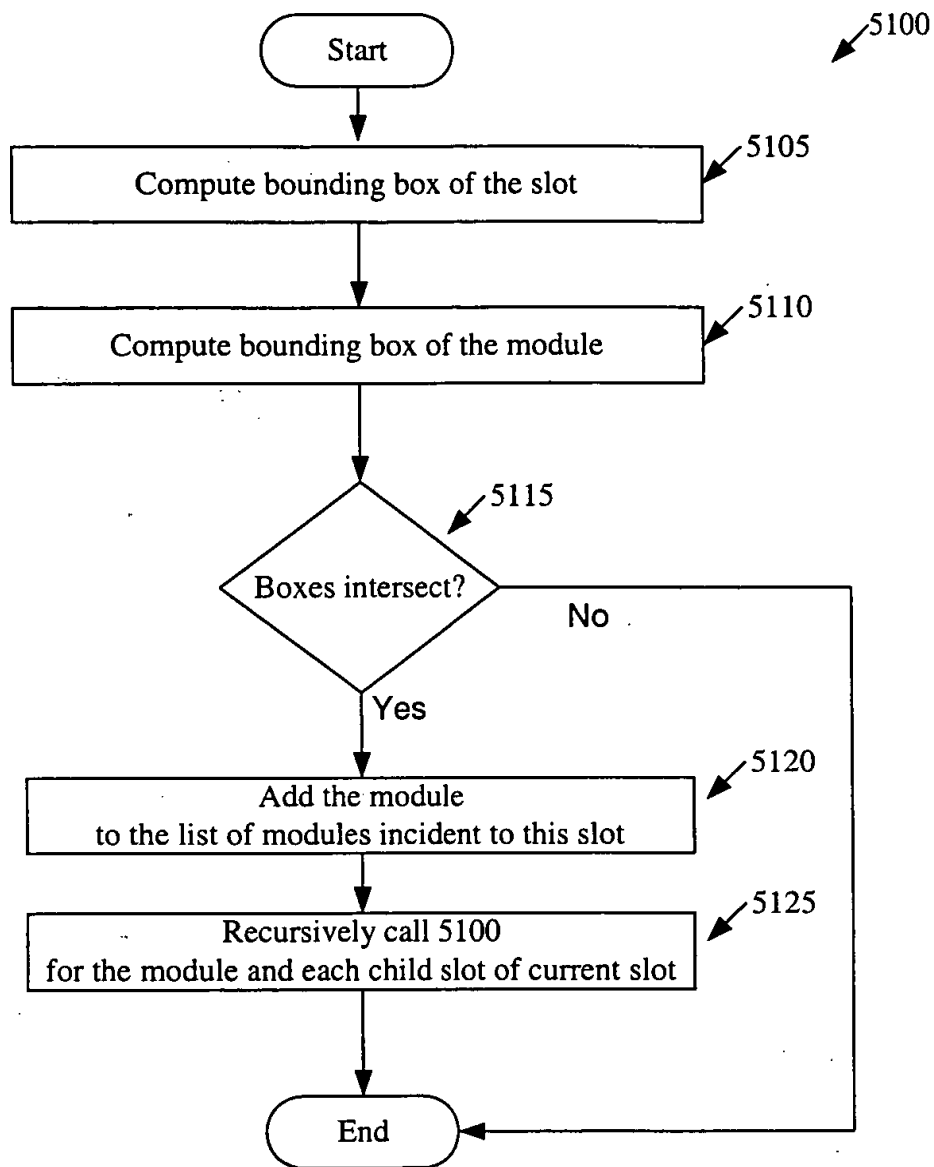 5100
Start
5105
Compute bounding box of the slot
5110
Compute bounding box of the module
5115
Boxes intersect?
No
Yes
5120
Add the module
to the list of modules incident to this slot
5125
Recursively call 5100
for the module and each child slot of current slot
End